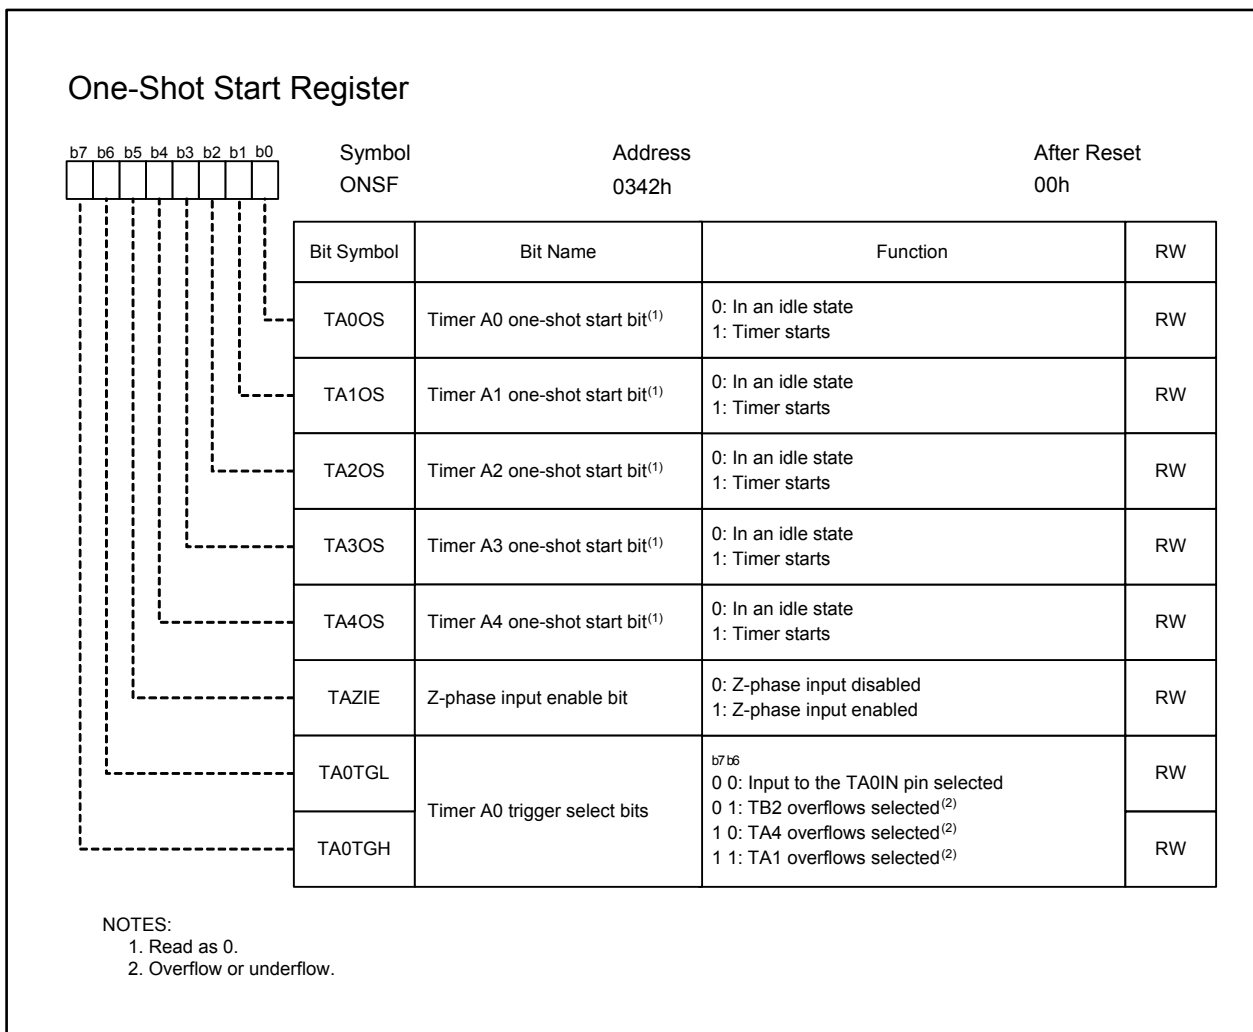 One-Shot Start Register
b7 b6 b5 b4 b3 b2 b1 b0
Symbol Address After Reset
ONSF 0342h 00h
Bit Symbol Bit Name Function RW
TA0OS Timer A0 one-shot start bit(1) 0: In an idle state
1: Timer starts RW
TA1OS Timer A1 one-shot start bit(1) 0: In an idle state
1: Timer starts RW
TA2OS Timer A2 one-shot start bit(1) 0: In an idle state
1: Timer starts RW
TA3OS Timer A3 one-shot start bit(1) 0: In an idle state
1: Timer starts RW
TA4OS Timer A4 one-shot start bit(1) 0: In an idle state
1: Timer starts RW
TAZIE Z-phase input enable bit 0: Z-phase input disabled
1: Z-phase input enabled RW
TA0TGL Timer A0 trigger select bits b7 b6
0 0: Input to the TA0IN pin selected RW
0 1: TB2 overflows selected(2)
1 0: TA4 overflows selected(2)
TA0TGH 1 1: TA1 overflows selected(2) RW
NOTES:
1. Read as 0.
2. Overflow or underflow.